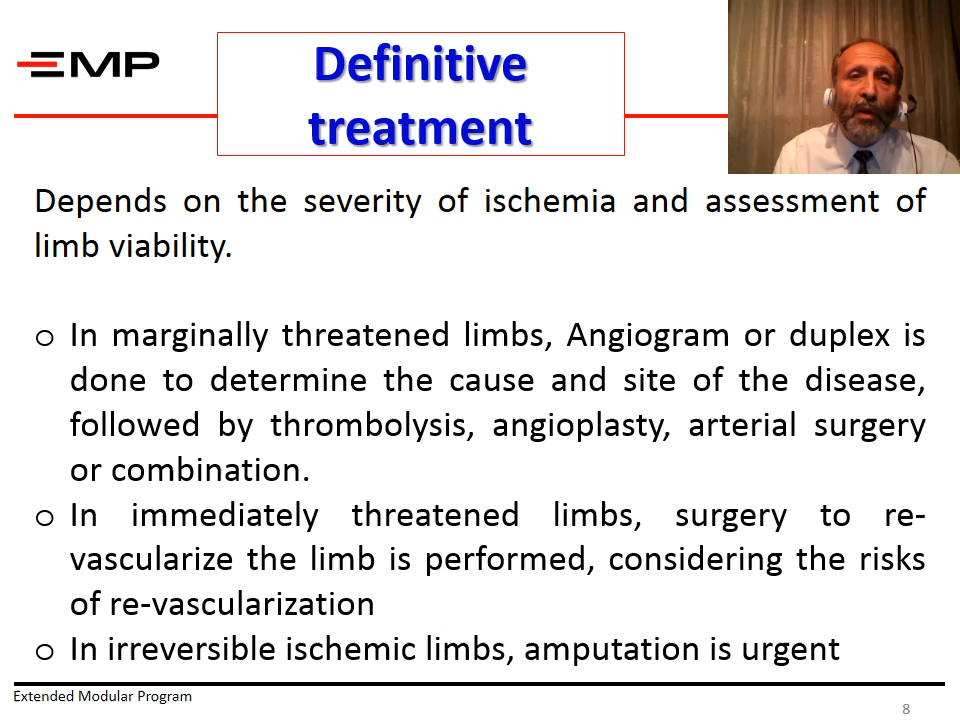 EMP
Definitive
treatment
Depends on the severity of ischemia and assessment of
limb viability.
o In marginally threatened limbs, Angiogram or duplex is
done to determine the cause and site of the disease,
followed by thrombolysis, angioplasty, arterial surgery
or combination.
o In immediately threatened limbs, surgery to re-
vascularize the limb is performed, considering the risks
of re-vascularization
o In irreversible ischemic limbs, amputation is urgent
Extended Modular Program
8